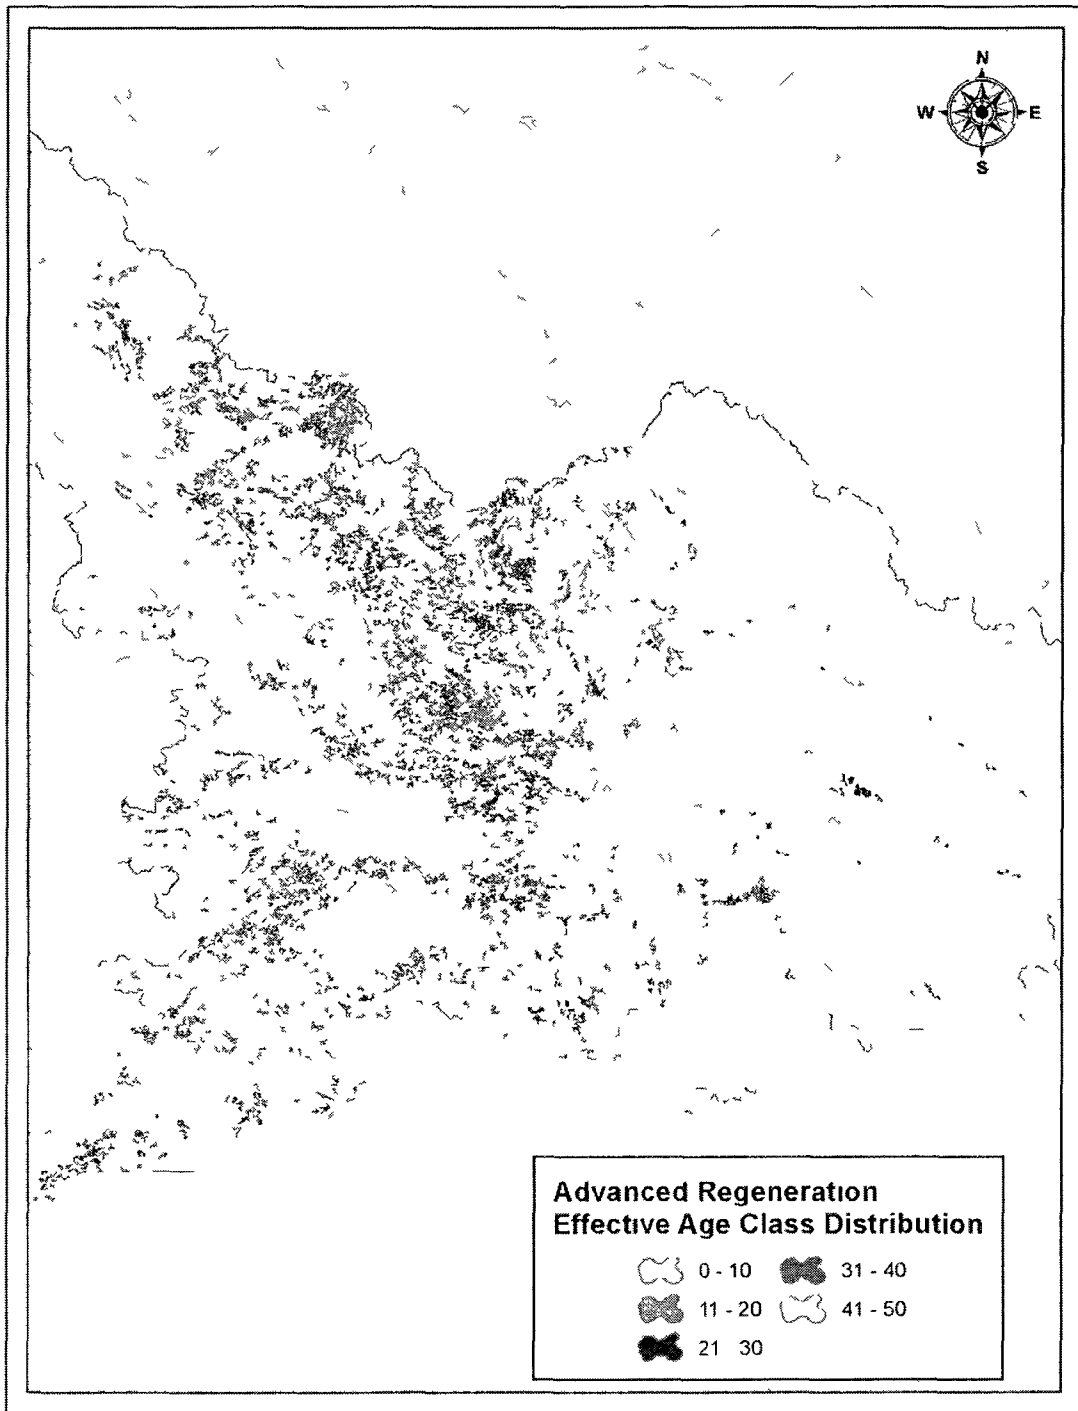 N
W E
S
Advanced Regeneration
Effective Age Class Distribution
0 - 10 31 - 40
11 - 20 41 - 50
21 30